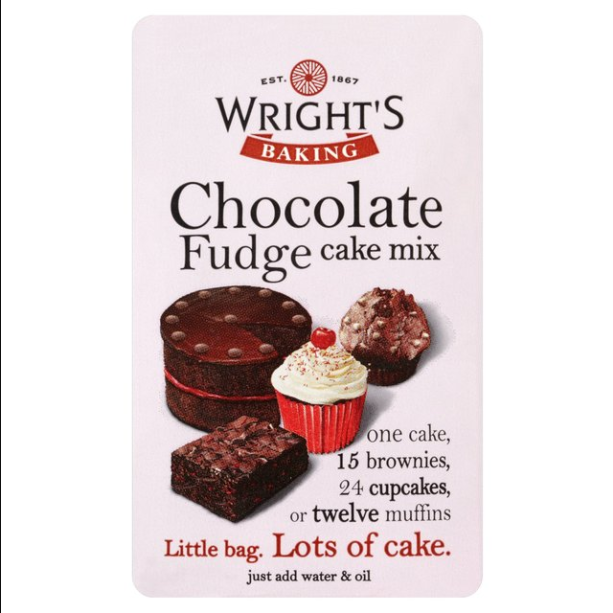 EST. 1867
WRIGHT'S
BAKING
Chocolate
Fudge cake mix
one cake,
15 brownies,
24 cupcakes,
or twelve muffins
Little bag. Lots of cake.
just add water & oil